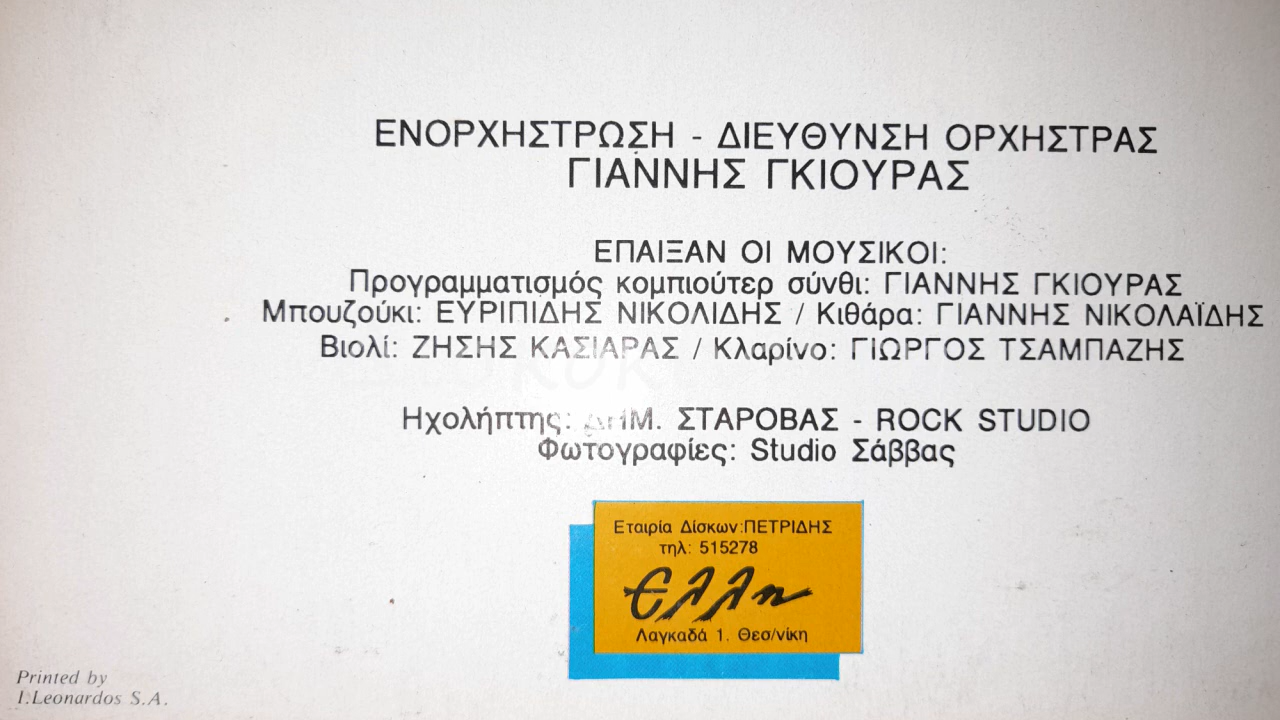 ΕΝΟΡΧΗΣΤΡΩΣΗ - ΔΙΕΥΘΥΝΣΗ ΟΡΧΗΣΤΡΑΣ
ΓΙΑΝΝΗΣ ΓΚΙΟΥΡΑΣ
ΕΠΑΙΞΑΝ ΟΙ ΜΟΥΣΙΚΟΙ:
Προγραμματισμός κομπιούτερ σύνθι: ΓΙΑΝΝΗΣ ΓΚΙΟΥΡΑΣ
Μπουζούκι: ΕΥΡΙΠΙΔΗΣ ΝΙΚΟΛΙΔΗΣ / Κιθάρα: ΓΙΑΝΝΗΣ ΝΙΚΟΛΑΪΔΗΣ
Βιολί: ΖΗΣΗΣ ΚΑΣΙΑΡΑΣ / Κλαρίνο: ΓΙΩΡΓΟΣ ΤΣΑΜΠΑΖΗΣ
Ηχολήπτης: ΔΗΜ. ΣΤΑΡΟΒΑΣ - ROCK STUDIO
Φωτογραφίες: Studio Σάββας
Εταιρία Δίσκων:ΠΕΤΡΙΔΗΣ
τηλ: 515278
Ελλη
Λαγκαδά 1. Θεσ/νίκη
Printed by
I.Leonardos S.A.